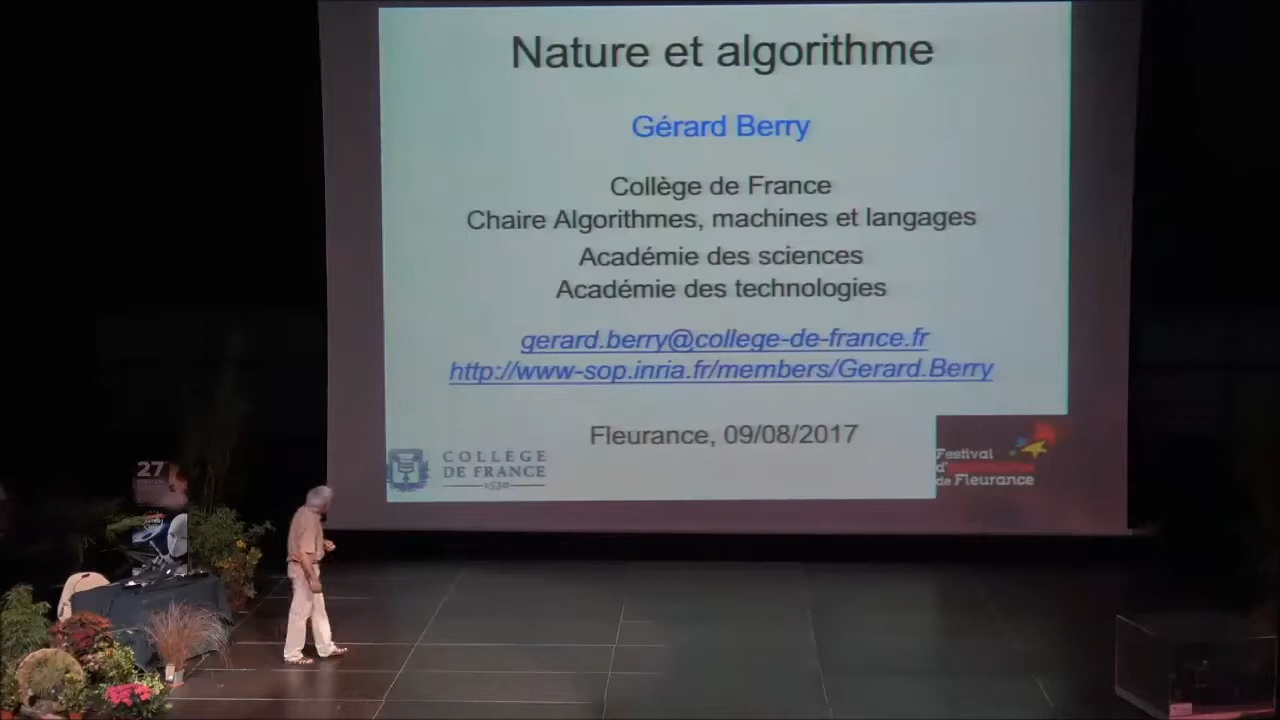 Nature et algorithme
Gérard Berry
Collège de France
Chaire Algorithmes, machines et langages
Académie des sciences
Académie des technologies
gerard.berry@college-de-france.fr
http://www-sop.inria.fr/members/Gerard.Berry
Fleurance, 09/08/2017
COLLÈGE
DE FRANCE
1530
Festival
d'
de Fleurance
27